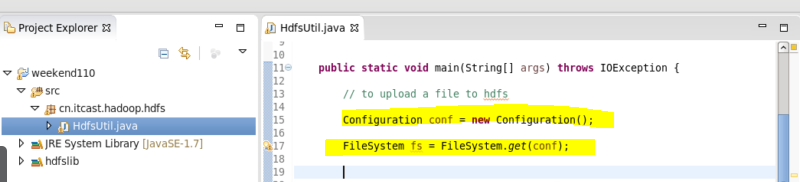 Project Explorer
HdfsUtil.java
weekend110
src
cn.itcast.hadoop.hdfs
HdfsUtil.java
JRE System Library [JavaSE-1.7]
hdfslib
9
10
11 public static void main(String[] args) throws IOException {
12
13 // to upload a file to hdfs
14
15 Configuration conf = new Configuration();
16
17 FileSystem fs = FileSystem.get(conf);
18
19